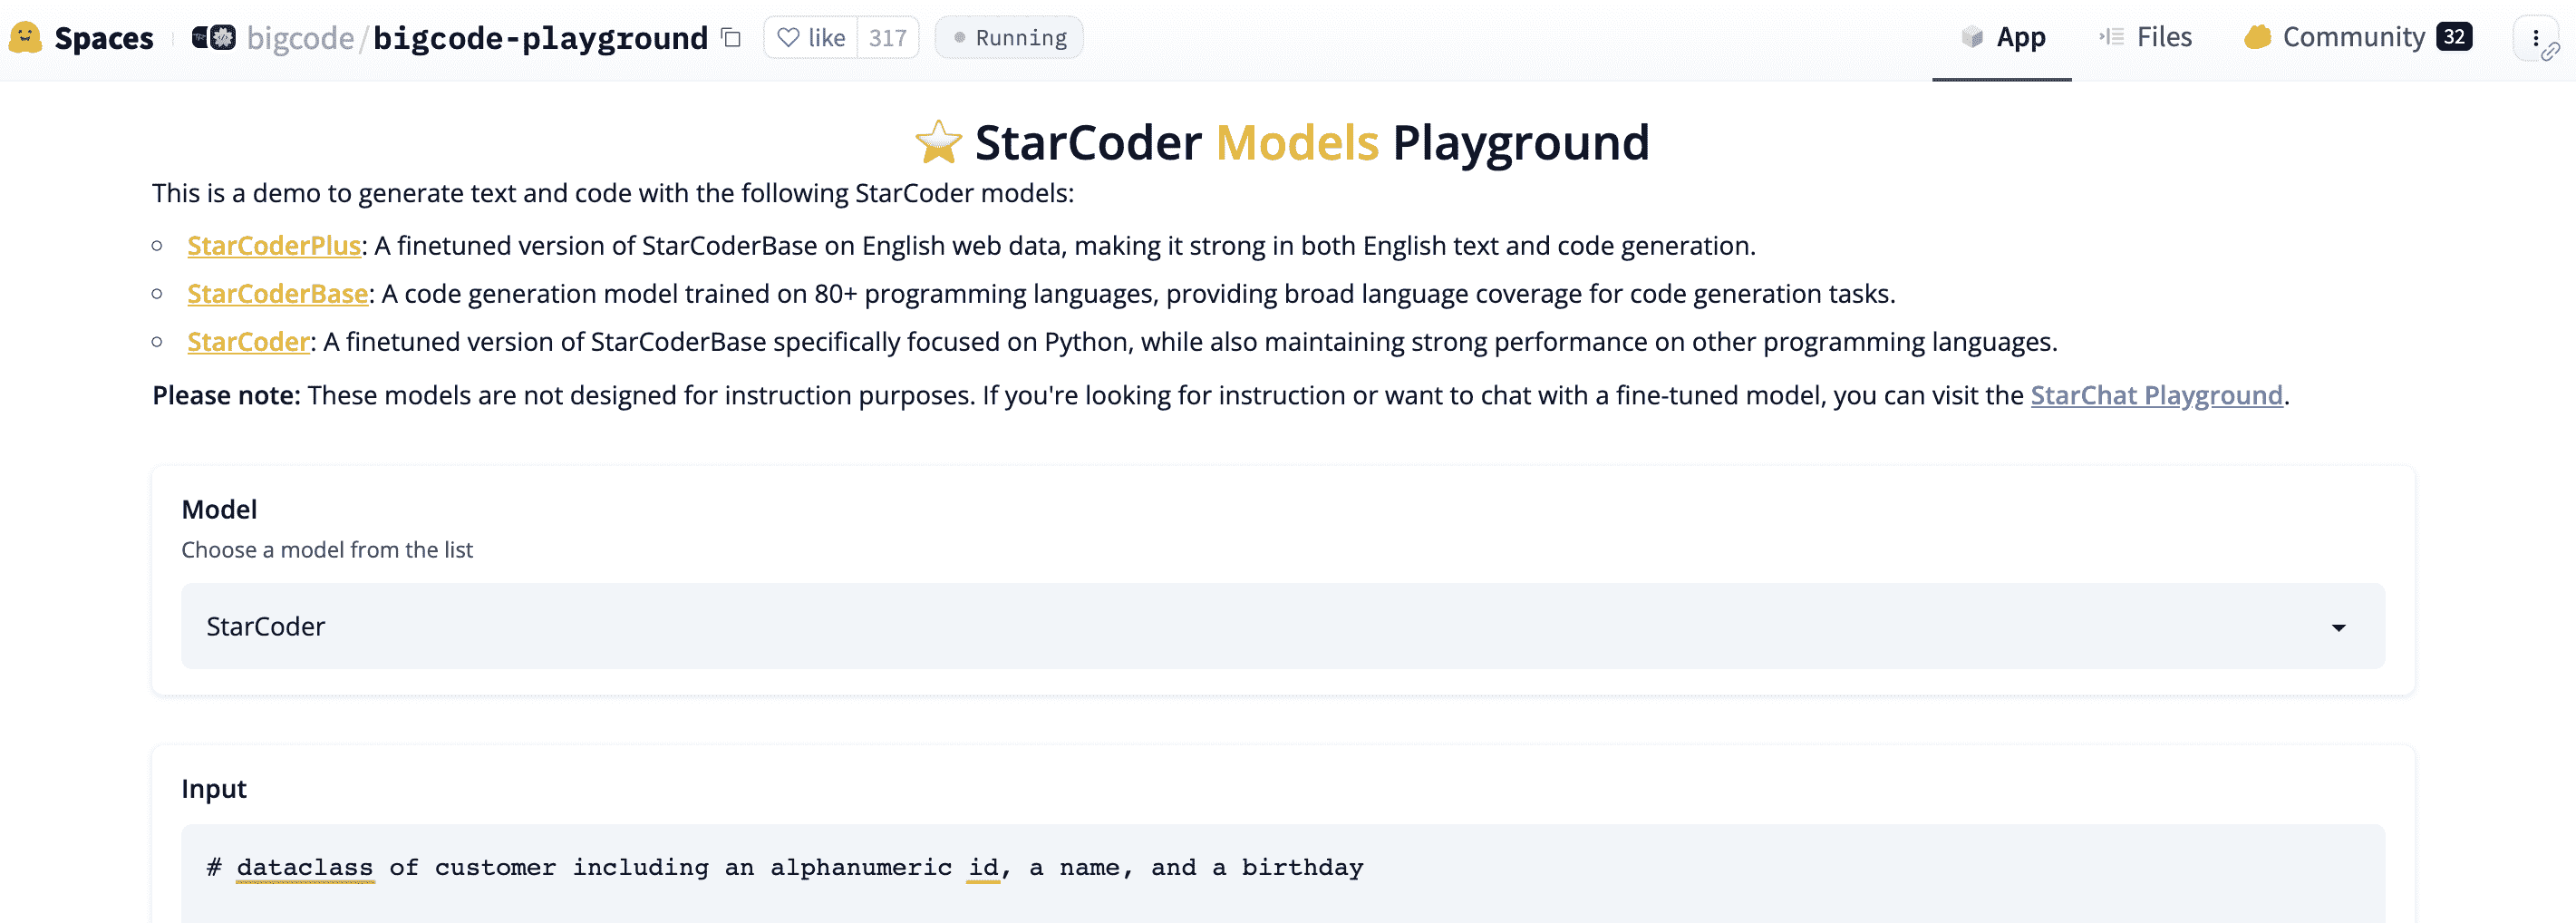 Spaces bigcode/bigcode-playground like 317 Running App Files Community 32
StarCoder Models Playground
This is a demo to generate text and code with the following StarCoder models:
StarCoderPlus: A finetuned version of StarCoderBase on English web data, making it strong in both English text and code generation.
StarCoderBase: A code generation model trained on 80+ programming languages, providing broad language coverage for code generation tasks.
StarCoder: A finetuned version of StarCoderBase specifically focused on Python, while also maintaining strong performance on other programming languages.
Please note: These models are not designed for instruction purposes. If you're looking for instruction or want to chat with a fine-tuned model, you can visit the StarChat Playground.
Model
Choose a model from the list
StarCoder
Input
# dataclass of customer including an alphanumeric id, a name, and a birthday